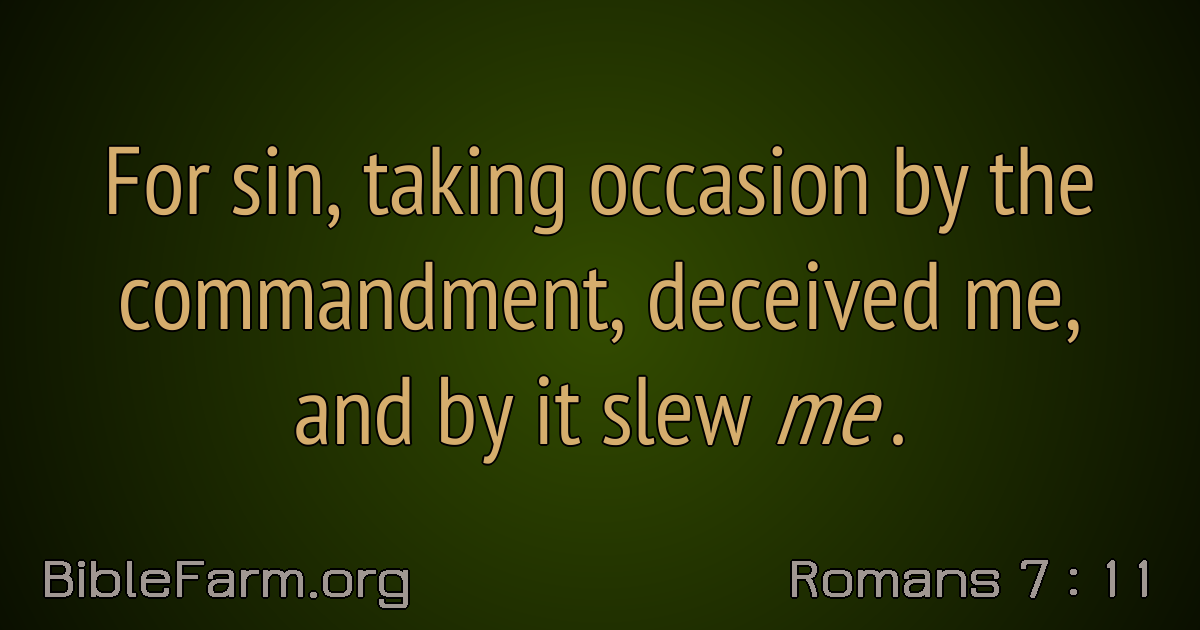 For sin, taking occasion by the
commandment, deceived me,
and by it slew me .
BibleFarm.org
Romans 7 : 11